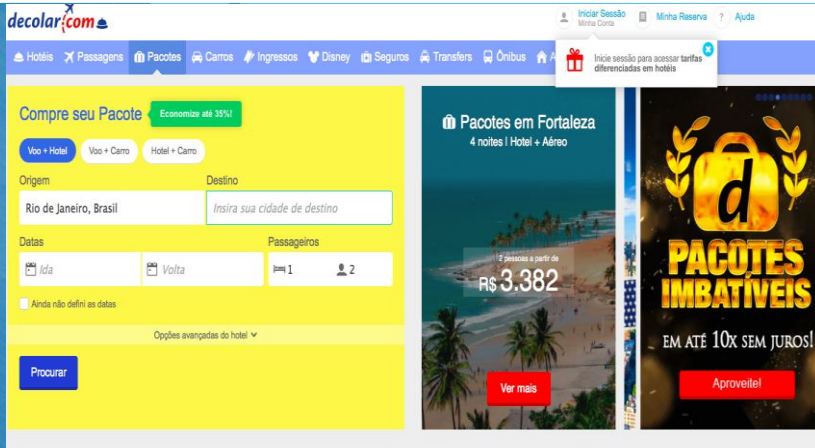 decolar.com
Iniciar Sessão
Minha Conta
Minha Reserva
? Ajuda
Hotéis Passagens Pacotes Carros Ingressos Disney Seguros Transfers Ônibus A
Inicie sessão para acessar tarifas
diferenciadas em hotéis
Compre seu Pacote
Economize até 35%!
Voo + Hotel
Voo + Carro
Hotel + Carro
Origem
Destino
Rio de Janeiro, Brasil
Insira sua cidade de destino
Datas
Passageiros
Ida
Volta
1
2
Ainda não defini as datas
Opções avançadas do hotel
Procurar
Pacotes em Fortaleza
4 noites | Hotel + Aéreo
2 pessoas a partir de
R$ 3.382
Ver mais
d
PACOTES
IMBATÍVEIS
EM ATÉ 10X SEM JUROS!
Aproveite!